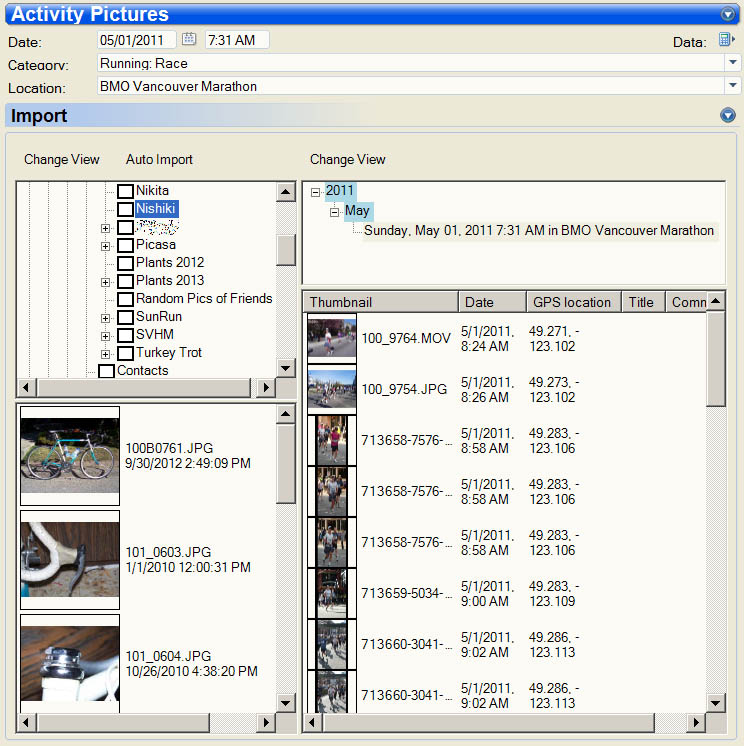 Activity Pictures
Date: 05/01/2011 7:31 AM Data:
Category: Running: Race
Location: BMO Vancouver Marathon
Import
Change View Auto Import Change View
Nikita
Nishiki
Picasa
Plants 2012
Plants 2013
Random Pics of Friends
SunRun
SVHM
Turkey Trot
Contacts
2011
May
Sunday, May 01, 2011 7:31 AM in BMO Vancouver Marathon
100B0761.JPG
9/30/2012 2:49:09 PM
101_0603.JPG
1/1/2010 12:00:31 PM
101_0604.JPG
10/26/2010 4:38:20 PM
Thumbnail Date GPS location Title Comm
100_9764.MOV 5/1/2011, 8:24 AM 49.271, -123.102
100_9754.JPG 5/1/2011, 8:26 AM 49.273, -123.102
713658-7576-... 5/1/2011, 8:58 AM 49.283, -123.106
713658-7576-... 5/1/2011, 8:58 AM 49.283, -123.106
713658-7576-... 5/1/2011, 8:58 AM 49.283, -123.106
713659-5034-... 5/1/2011, 9:00 AM 49.283, -123.109
713660-3041-... 5/1/2011, 9:02 AM 49.286, -123.113
713660-3041-... 5/1/2011, 9:02 AM 49.286, -123.113